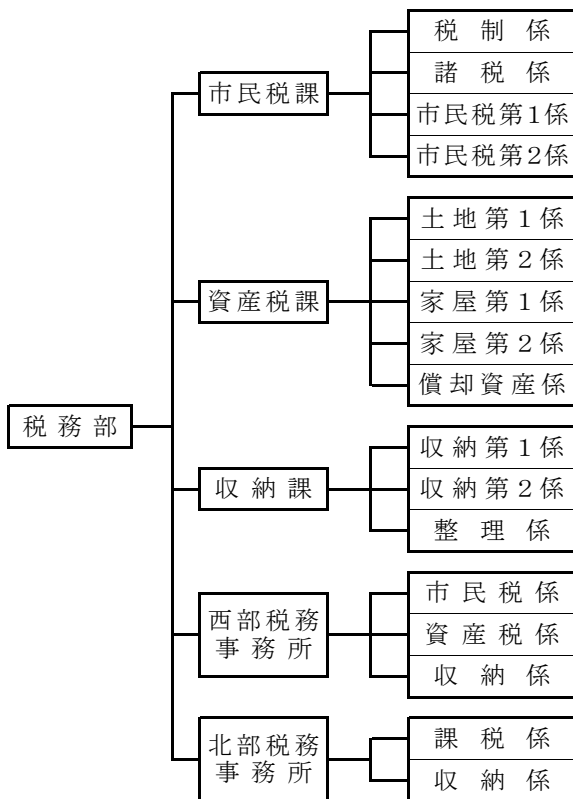 税務部
市民税課
税制係
諸税係
市民税第1係
市民税第2係
資産税課
土地第1係
土地第2係
家屋第1係
家屋第2係
償却資産係
収納課
収納第1係
収納第2係
整理係
西部税務
事務所
市民税係
資産税係
収納係
北部税務
事務所
課税係
収納係